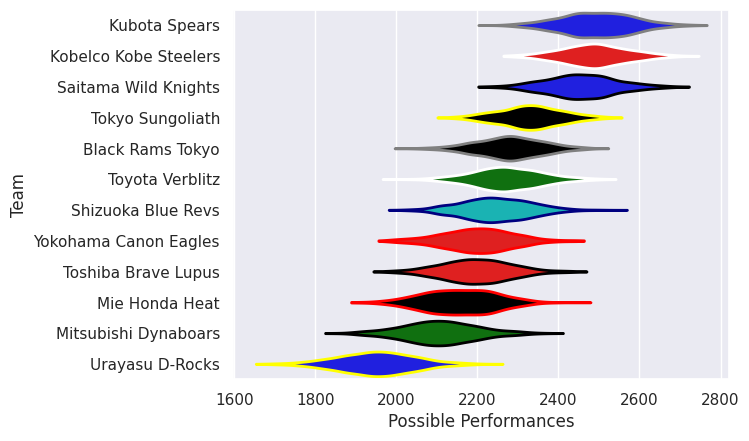 Kubota Spears
Kobelco Kobe Steelers
Saitama Wild Knights
Tokyo Sungoliath
Black Rams Tokyo
Toyota Verblitz
Shizuoka Blue Revs
Yokohama Canon Eagles
Toshiba Brave Lupus
Mie Honda Heat
Mitsubishi Dynaboars
Urayasu D-Rocks
Team
1600 1800 2000 2200 2400 2600 2800
Possible Performances